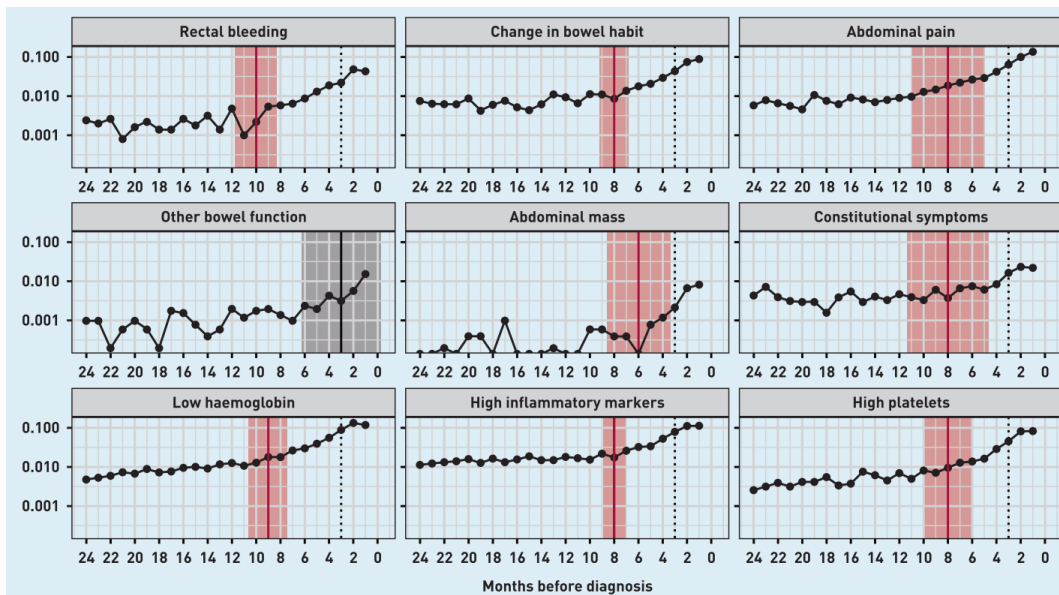 Rectal bleeding
Change in bowel habit
Abdominal pain
0.100
0.010
0.001
24 22 20 18 16 14 12 10 8 6 4 2 0
24 22 20 18 16 14 12 10 8 6 4 2 0
24 22 20 18 16 14 12 10 8 6 4 2 0
Other bowel function
Abdominal mass
Constitutional symptoms
0.100
0.010
0.001
24 22 20 18 16 14 12 10 8 6 4 2 0
24 22 20 18 16 14 12 10 8 6 4 2 0
24 22 20 18 16 14 12 10 8 6 4 2 0
Low haemoglobin
High inflammatory markers
High platelets
0.100
0.010
0.001
24 22 20 18 16 14 12 10 8 6 4 2 0
24 22 20 18 16 14 12 10 8 6 4 2 0
24 22 20 18 16 14 12 10 8 6 4 2 0
Months before diagnosis